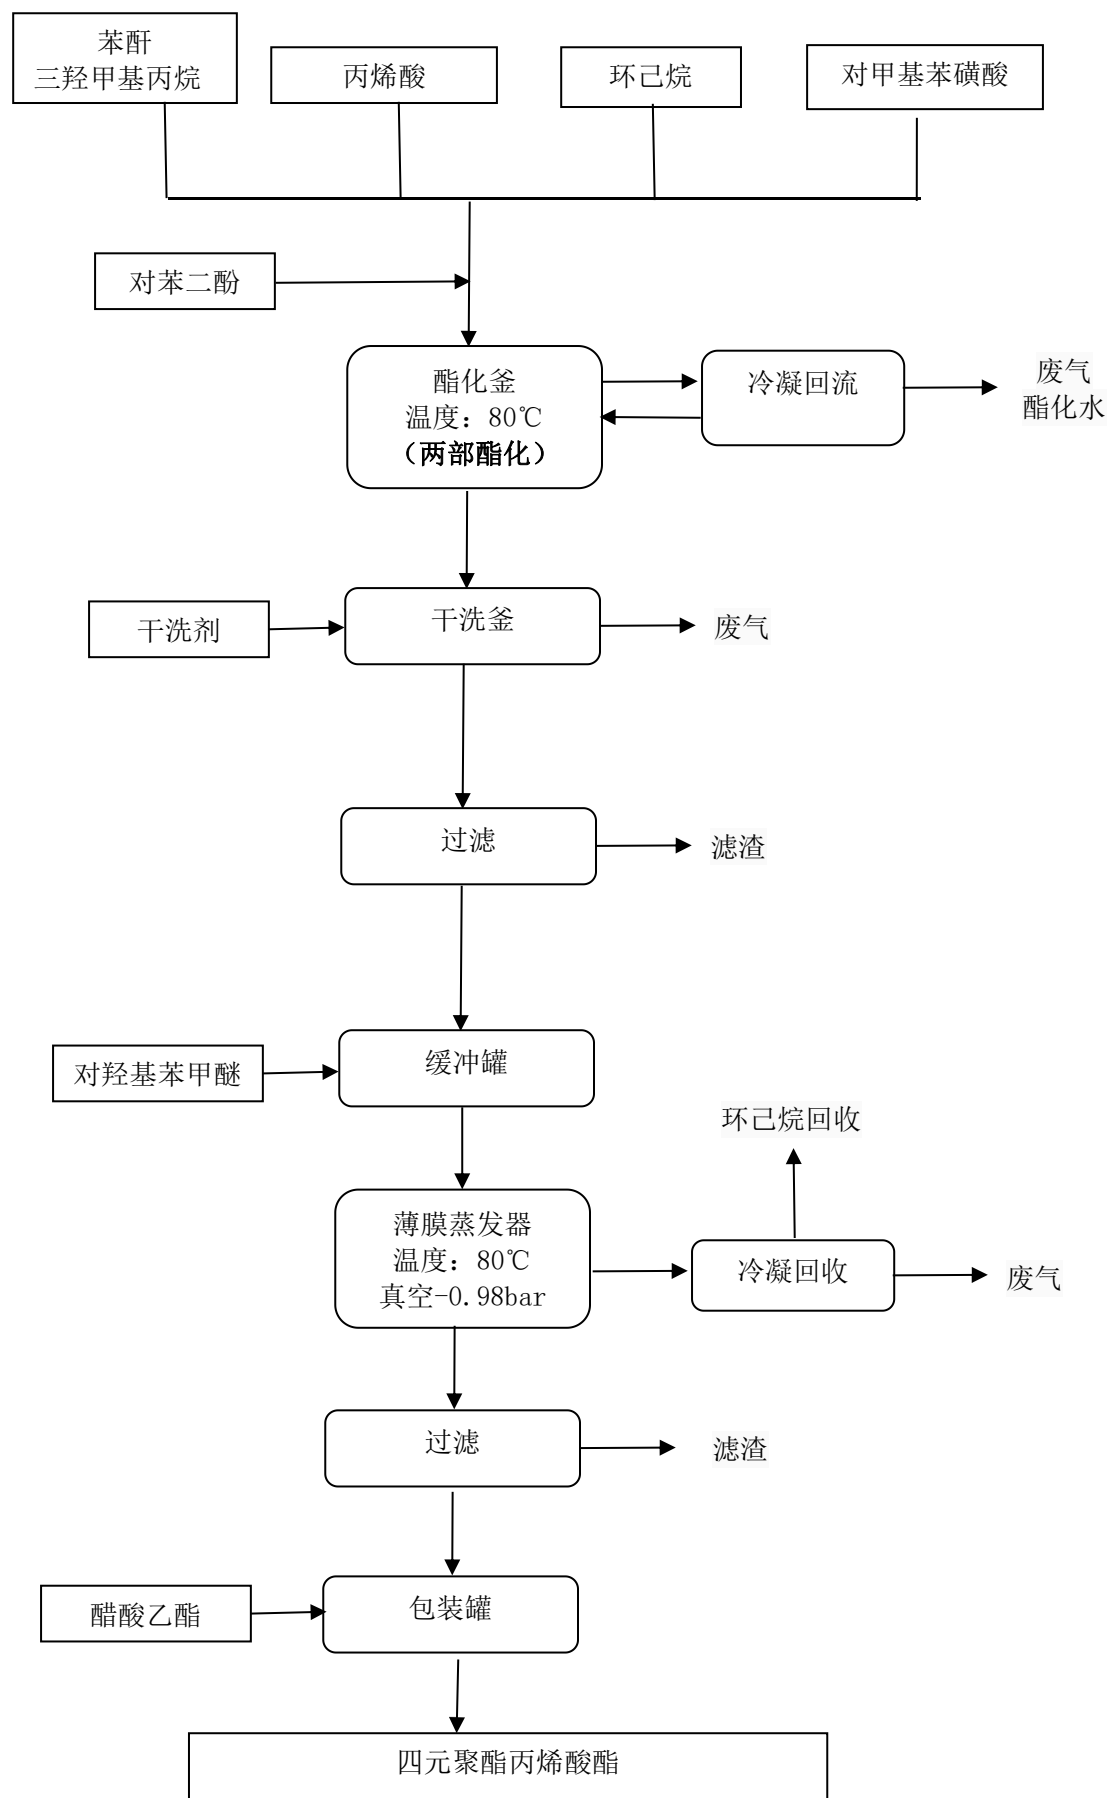 苯酐
三羟甲基丙烷
丙烯酸
环己烷
对甲基苯磺酸
对苯二酚
酯化釜
温度：80℃
（两部酯化）
冷凝回流
废气
酯化水
干洗剂
干洗釜
废气
过滤
滤渣
对羟基苯甲醚
缓冲罐
环己烷回收
薄膜蒸发器
温度：80℃
真空-0.98bar
冷凝回收
废气
过滤
滤渣
醋酸乙酯
包装罐
四元聚酯丙烯酸酯